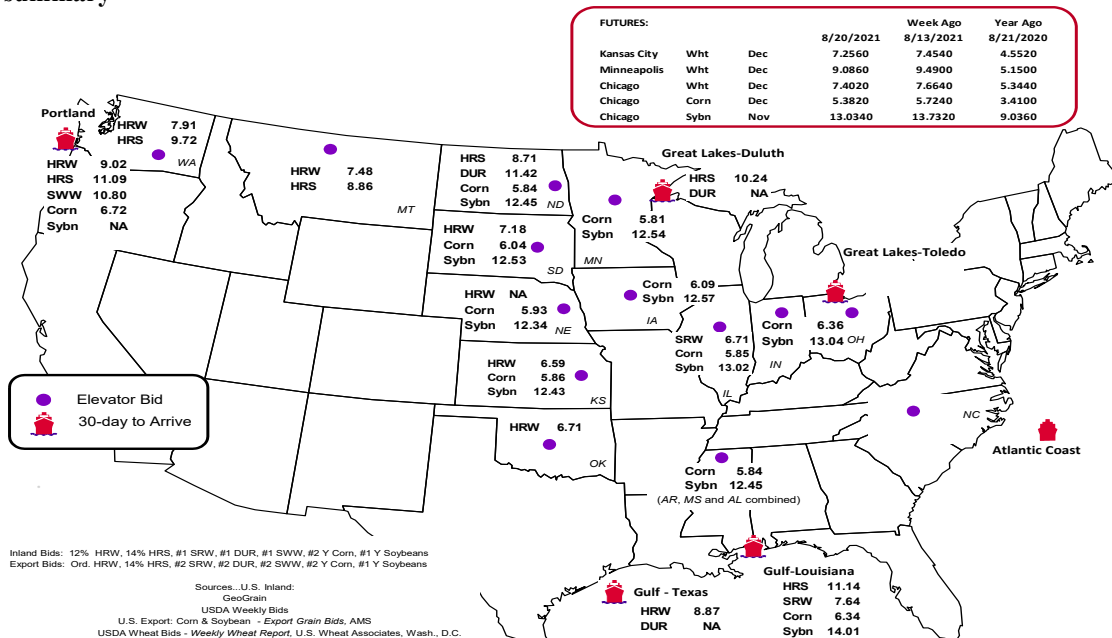 summary
FUTURES: Week Ago Year Ago
8/20/2021 8/13/2021 8/21/2020
Kansas City Wht Dec 7.2560 7.4540 4.5520
Minneapolis Wht Dec 9.0860 9.4900 5.1500
Chicago Wht Dec 7.4020 7.6640 5.3440
Chicago Corn Dec 5.3820 5.7240 3.4100
Chicago Sybn Nov 13.0340 13.7320 9.0360
Portland
HRW 7.91
HRS 9.72
WA
HRW 9.02
HRS 11.09
SWW 10.80
Corn 6.72
Sybn NA
HRW 7.48
HRS 8.86
MT
HRS 8.71
DUR 11.42
Corn 5.84
Sybn 12.45
ND
HRW 7.18
Corn 6.04
Sybn 12.53
SD
HRW NA
Corn 5.93
Sybn 12.34
NE
HRW 6.59
Corn 5.86
Sybn 12.43
KS
HRW 6.71
OK
Great Lakes-Duluth
HRS 10.24
DUR NA
Corn 5.81
Sybn 12.54
MN
Corn 6.09
Sybn 12.57
IA
SRW 6.71
Corn 5.85
Sybn 13.02
IL
Great Lakes-Toledo
Corn 6.36
Sybn 13.04
IN
OH
NC
Atlantic Coast
Corn 5.84
Sybn 12.45
(AR, MS and AL combined)
Elevator Bid
30-day to Arrive
Gulf - Texas
HRW 8.87
DUR NA
Gulf-Louisiana
HRS 11.14
SRW 7.64
Corn 6.34
Sybn 14.01
Inland Bids: 12% HRW, 14% HRS, #1 SRW, #1 DUR, #1 SWW, #2 Y Corn, #1 Y Soybeans
Export Bids: Ord. HRW, 14% HRS, #2 SRW, #2 DUR, #2 SWW, #2 Y Corn, #1 Y Soybeans
Sources...U.S. Inland:
GeoGrain
USDA Weekly Bids
U.S. Export: Corn & Soybean - Export Grain Bids, AMS
USDA Wheat Bids - Weekly Wheat Report, U.S. Wheat Associates, Wash., D.C.